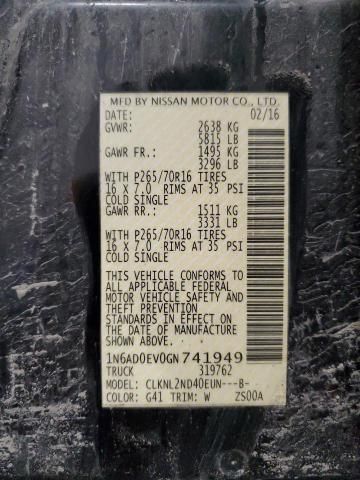 MFD BY NISSAN MOTOR CO., LTD.
DATE: 02/16
GVWR: 2638 KG
5815 LB
GAWR FR.: 1495 KG
3296 LB
WITH P265/70R16 TIRES
16 X 7.0 RIMS AT 35 PSI
COLD SINGLE
GAWR RR.: 1511 KG
3331 LB
WITH P265/70R16 TIRES
16 X 7.0 RIMS AT 35 PSI
COLD SINGLE
THIS VEHICLE CONFORMS TO
ALL APPLICABLE FEDERAL
MOTOR VEHICLE SAFETY AND
THEFT PREVENTION
STANDARDS IN EFFECT ON
THE DATE OF MANUFACTURE
SHOWN ABOVE.
1N6AD0EV0GN741949
TRUCK 319762
MODEL: CLKNL2ND40EUN---B-
COLOR: G41 TRIM: W ZS00A